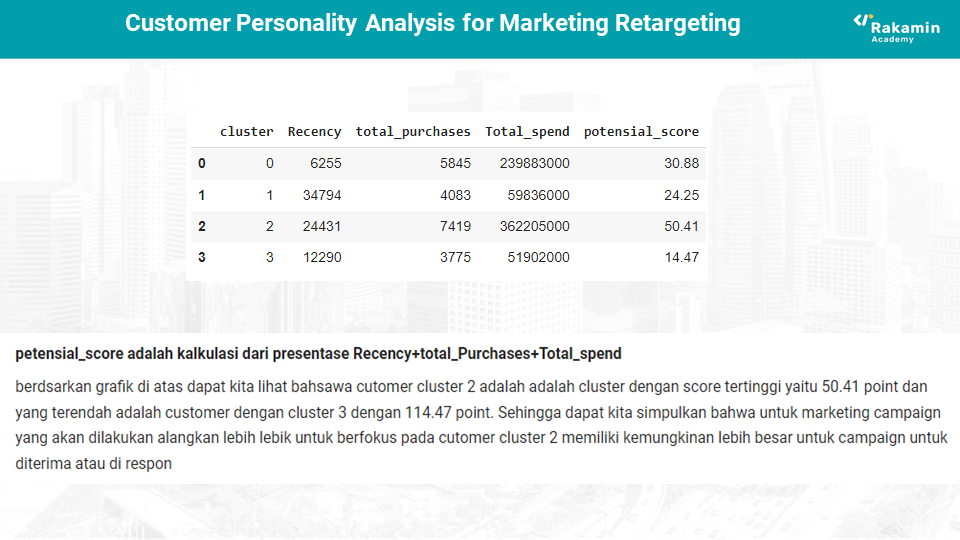 Customer Personality Analysis for Marketing Retargeting
Rakamin
Academy
cluster Recency total_purchases Total_spend potensial_score
0 0 6255 5845 239883000 30.88
1 1 34794 4083 59836000 24.25
2 2 24431 7419 362205000 50.41
3 3 12290 3775 51902000 14.47
petensial_score adalah kalkulasi dari presentase Recency+total_Purchases+Total_spend
berdsarkan grafik di atas dapat kita lihat bahsawa cutomer cluster 2 adalah adalah cluster dengan score tertinggi yaitu 50.41 point dan
yang terendah adalah customer dengan cluster 3 dengan 114.47 point. Sehingga dapat kita simpulkan bahwa untuk marketing campaign
yang akan dilakukan alangkan lebih lebik untuk berfokus pada cutomer cluster 2 memiliki kemungkinan lebih besar untuk campaign untuk
diterima atau di respon